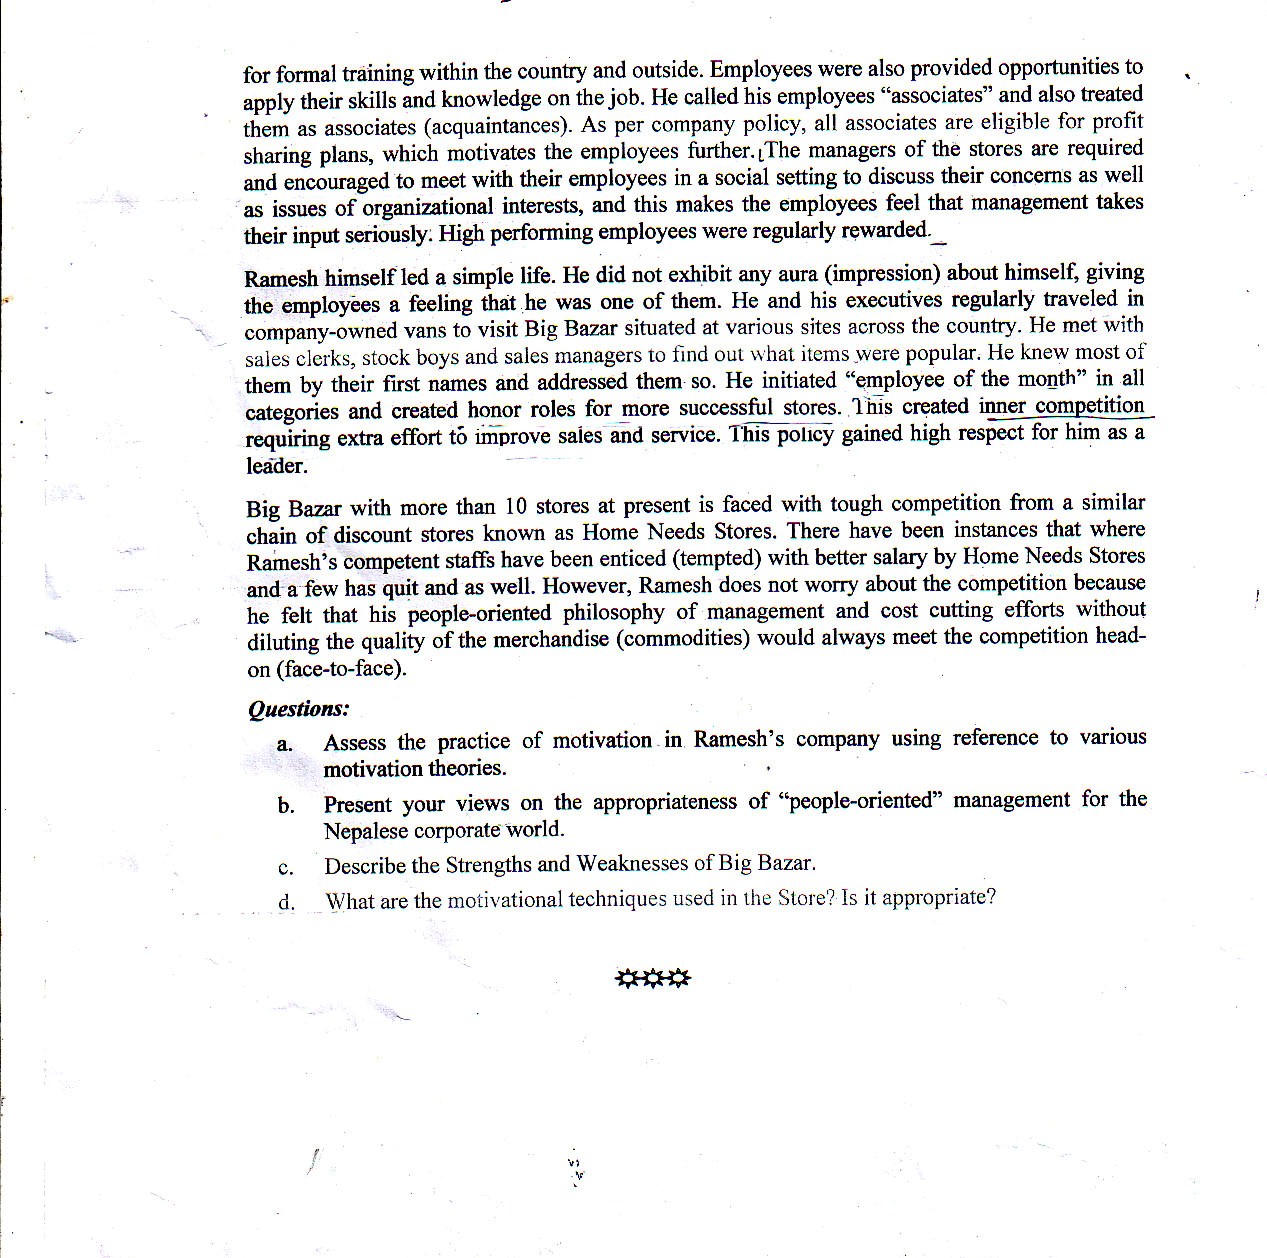 for formal training within the country and outside. Employees were also provided opportunities to
apply their skills and knowledge on the job. He called his employees “associates” and also treated
them as associates (acquaintances). As per company policy, all associates are eligible for profit
sharing plans, which motivates the employees further. The managers of the stores are required
and encouraged to meet with their employees in a social setting to discuss their concerns as well
as issues of organizational interests, and this makes the employees feel that management takes
their input seriously. High performing employees were regularly rewarded.
Ramesh himself led a simple life. He did not exhibit any aura (impression) about himself, giving
the employees a feeling that he was one of them. He and his executives regularly traveled in
company-owned vans to visit Big Bazar situated at various sites across the country. He met with
sales clerks, stock boys and sales managers to find out what items were popular. He knew most of
them by their first names and addressed them so. He initiated “employee of the month” in all
categories and created honor roles for more successful stores. This created inner competition
requiring extra effort to improve sales and service. This policy gained high respect for him as a
leader.
Big Bazar with more than 10 stores at present is faced with tough competition from a similar
chain of discount stores known as Home Needs Stores. There have been instances that where
Ramesh’s competent staffs have been enticed (tempted) with better salary by Home Needs Stores
and a few has quit and as well. However, Ramesh does not worry about the competition because
he felt that his people-oriented philosophy of management and cost cutting efforts without
diluting the quality of the merchandise (commodities) would always meet the competition head-
on (face-to-face).
Questions:
a. Assess the practice of motivation in Ramesh’s company using reference to various
motivation theories.
b. Present your views on the appropriateness of “people-oriented” management for the
Nepalese corporate world.
c. Describe the Strengths and Weaknesses of Big Bazar.
d. What are the motivational techniques used in the Store? Is it appropriate?